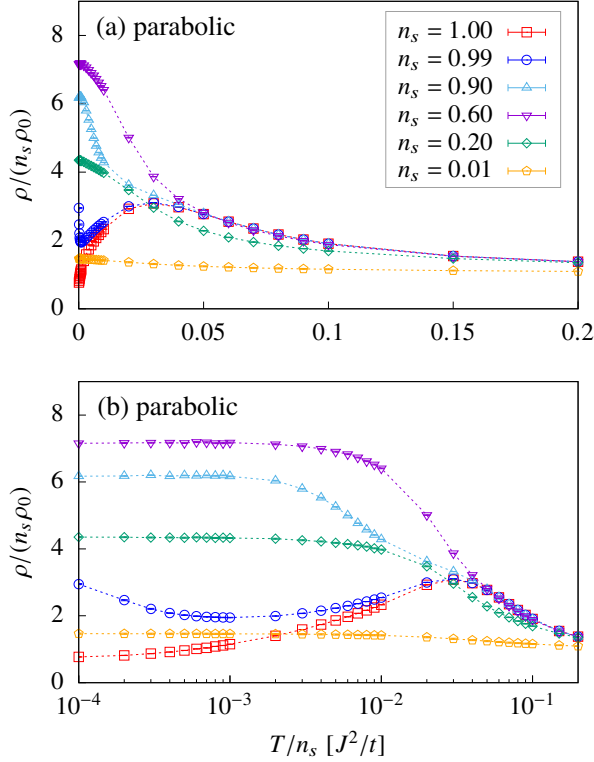 (a) parabolic
n_s = 1.00
n_s = 0.99
n_s = 0.90
n_s = 0.60
n_s = 0.20
n_s = 0.01
ρ/(n_s ρ_0)
8
6
4
2
0
0 0.05 0.1 0.15 0.2
(b) parabolic
ρ/(n_s ρ_0)
8
6
4
2
0
10^{−4} 10^{−3} 10^{−2} 10^{−1}
T/n_s [J^2/t]